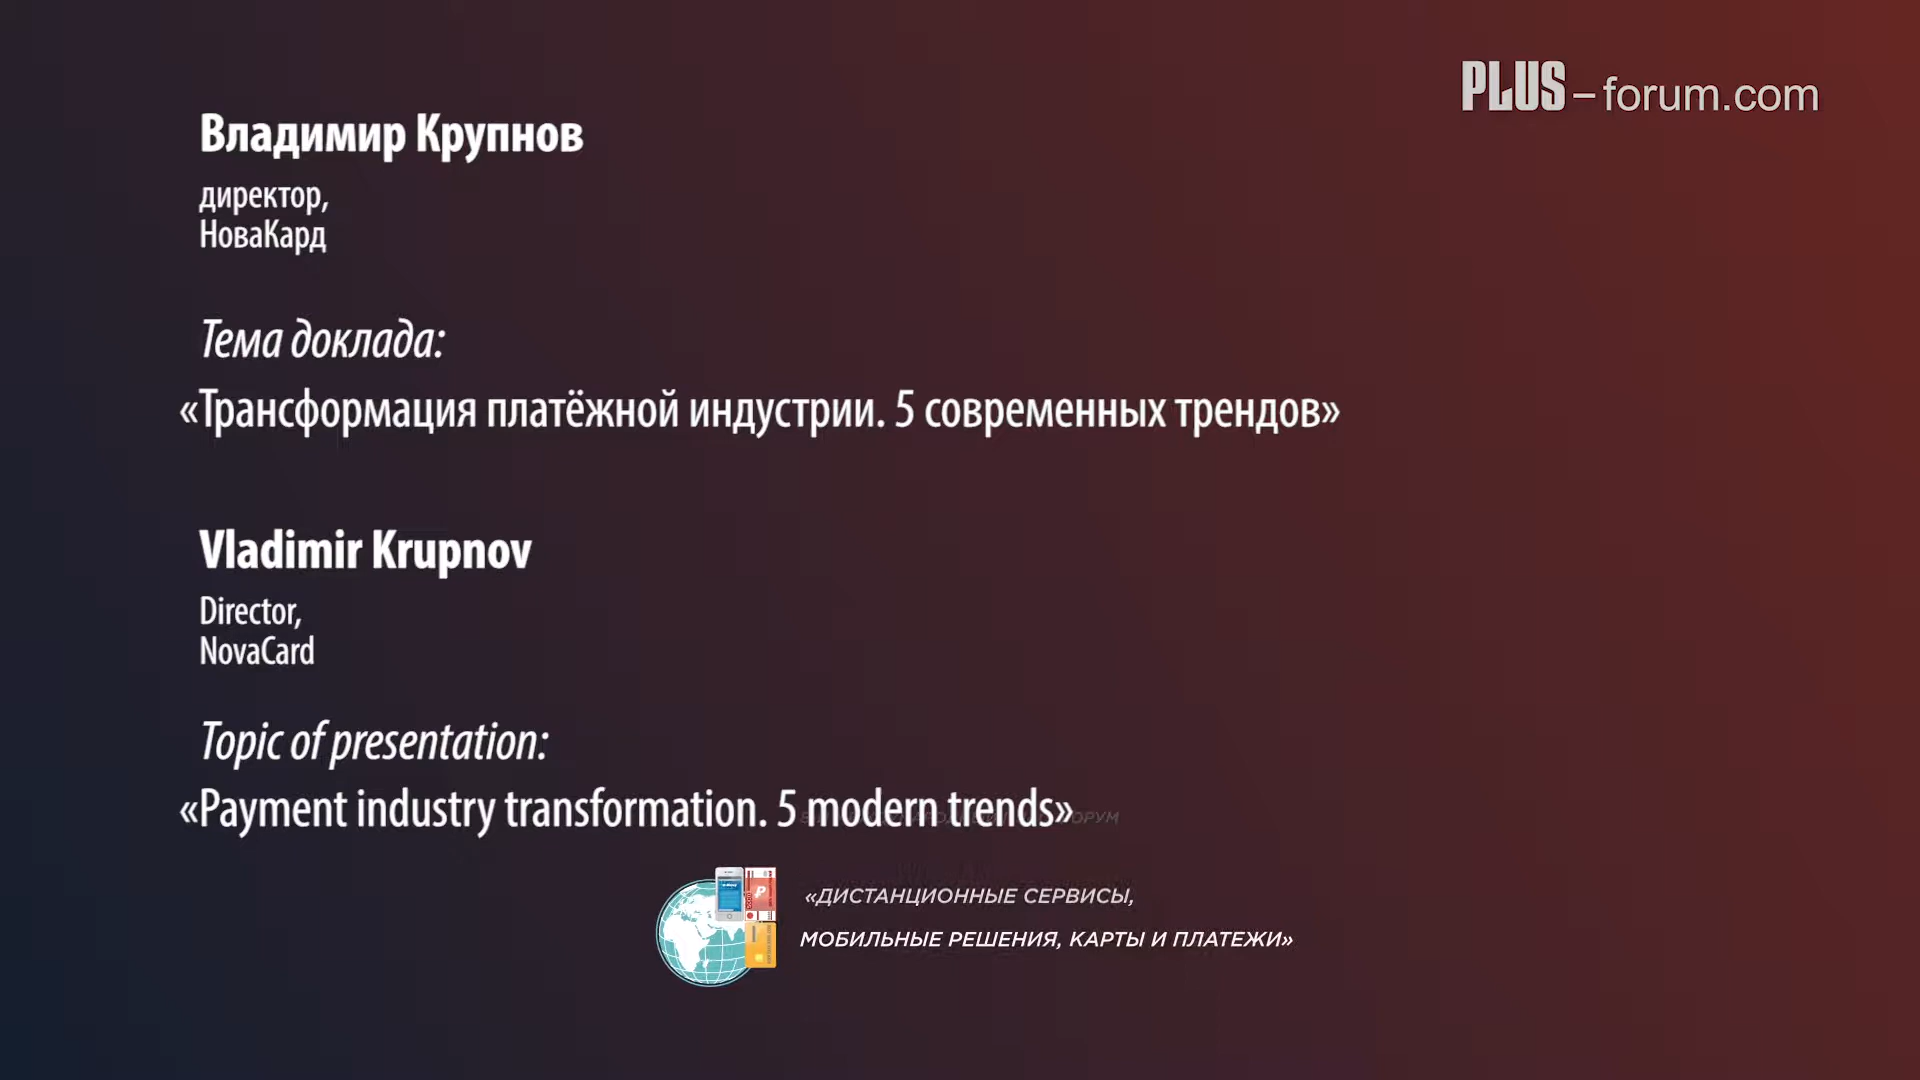 PLUS-forum.com
Владимир Крупнов
директор,
НоваКард
Тема доклада:
«Трансформация платёжной индустрии. 5 современных трендов»
Vladimir Krupnov
Director,
NovaCard
Topic of presentation:
«Payment industry transformation. 5 modern trends»
«ДИСТАНЦИОННЫЕ СЕРВИСЫ,
МОБИЛЬНЫЕ РЕШЕНИЯ, КАРТЫ И ПЛАТЕЖИ»